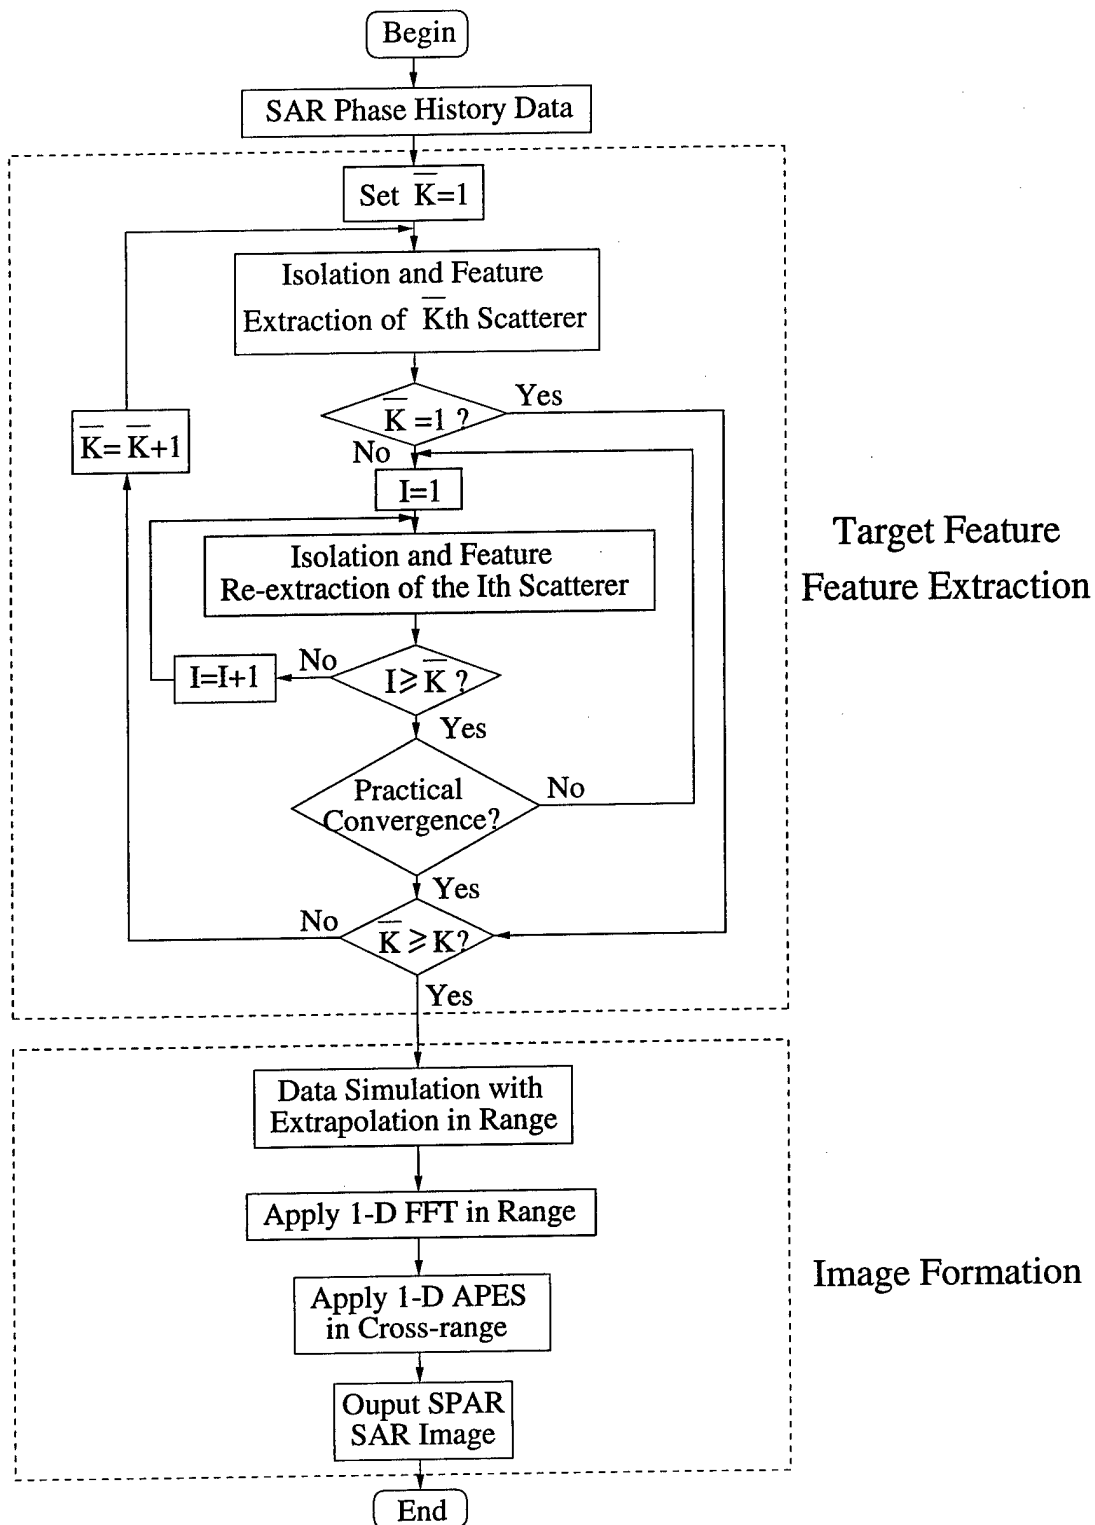 Begin
SAR Phase History Data
Set K̅=1
Isolation and Feature
Extraction of K̅th Scatterer
K̅ =1 ?
Yes
No
K̅= K̅+1
I=1
Isolation and Feature
Re-extraction of the Ith Scatterer
I⩾K̅ ?
No
I=I+1
Yes
Practical
Convergence?
No
Yes
K̅ ⩾ K?
No
Yes
Target Feature
Feature Extraction
Data Simulation with
Extrapolation in Range
Apply 1-D FFT in Range
Apply 1-D APES
in Cross-range
Ouput SPAR
SAR Image
Image Formation
End